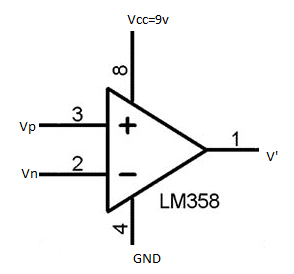 Vcc=9v
8
Vp 3 +
1 V'
Vn 2 −
LM358
4
GND